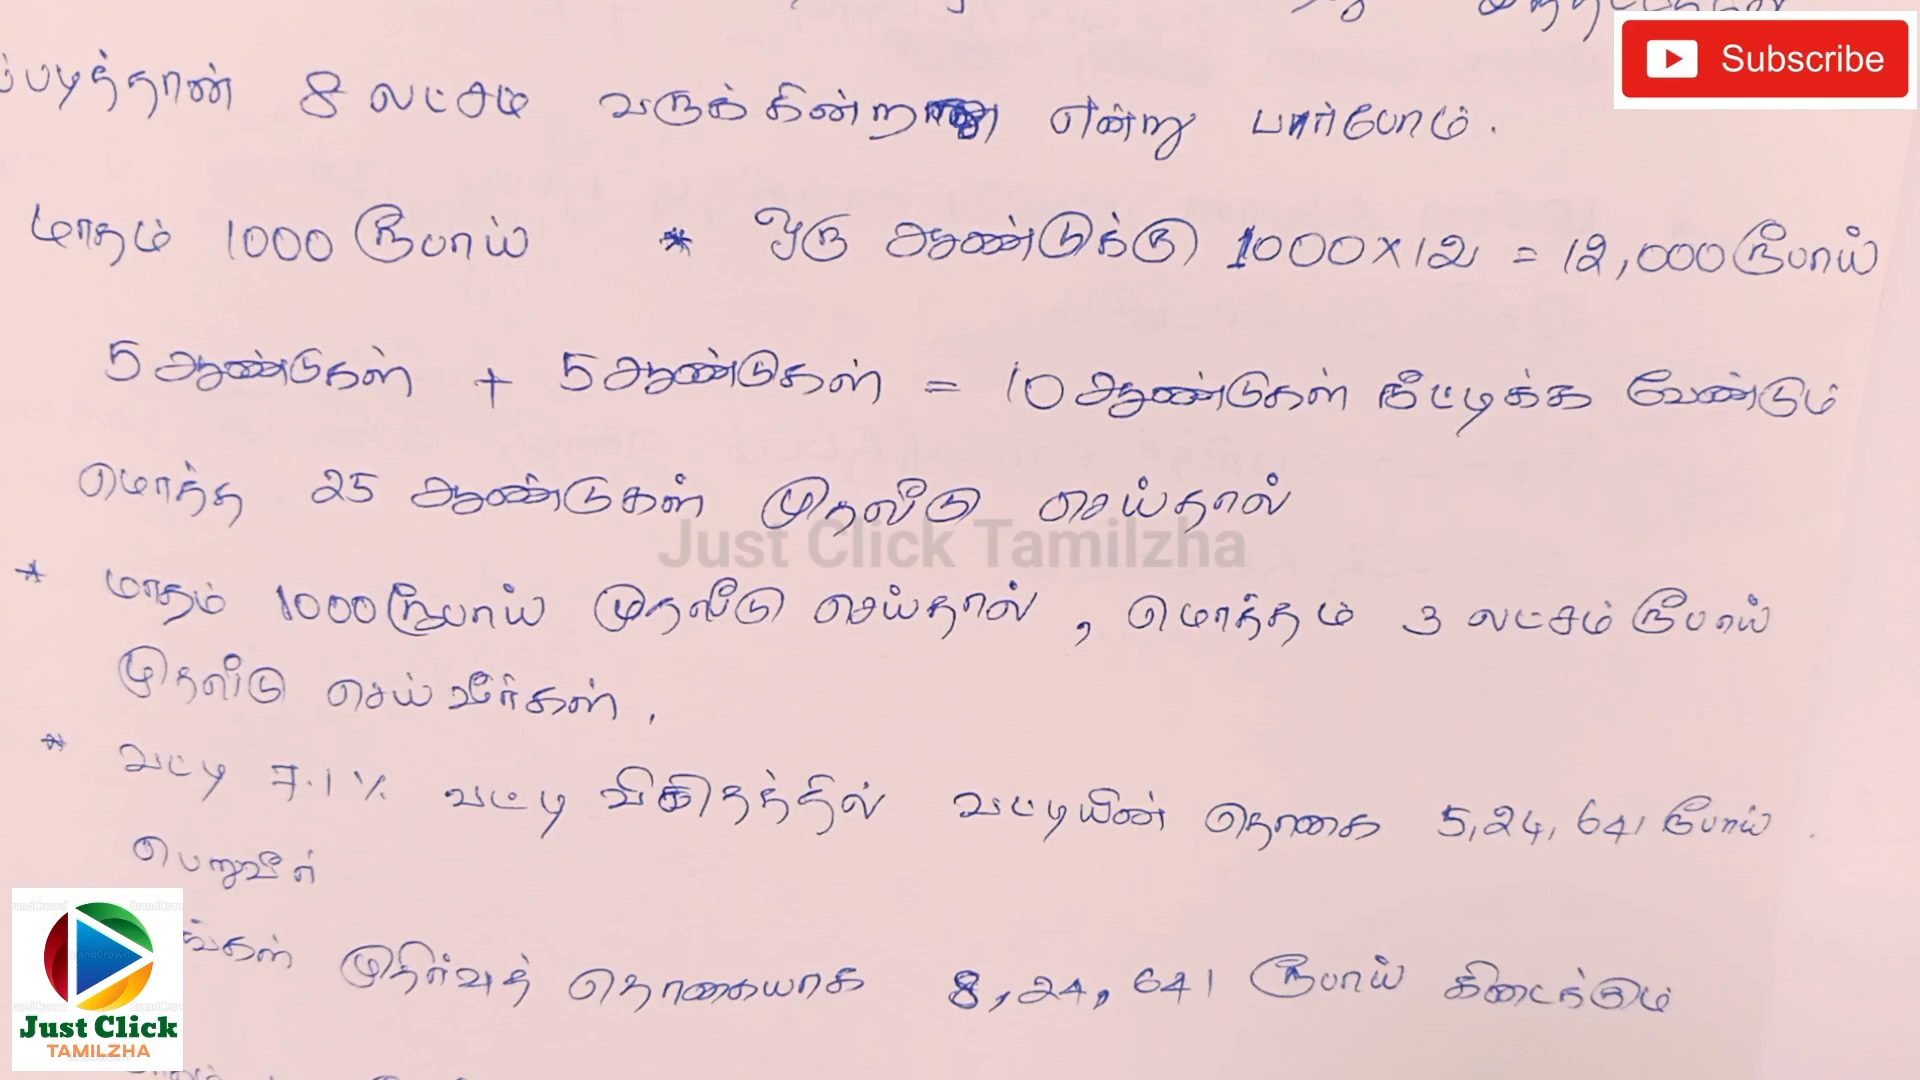 Subscribe
8 லட்சம் வருகின்றது என்று பார்போம்.
மாதம் 1000 ரூபாய் * ஒரு ஆண்டுக்கு 1000 × 12 = 12,000 ரூபாய்
5 ஆண்டுகள் + 5 ஆண்டுகள் = 10 ஆண்டுகள் நீட்டிக்க வேண்டும்
மொத்த 25 ஆண்டுகள் முதலீடு செய்தால்
Just Click Tamilzha
* மாதம் 1000 ரூபாய் முதலீடு செய்தால், மொத்தம் 3 லட்சம் ரூபாய்
முதலீடு செய்வீர்கள்.
* வட்டி 7.1% வட்டி விகிதத்தில் வட்டியின் தொகை 5,24,641 ரூபாய்.
பெறுவீர்
முதிர்வுத் தொகையாக 8,24,641 ரூபாய் கிடைக்கும்
Just Click
TAMILZHA